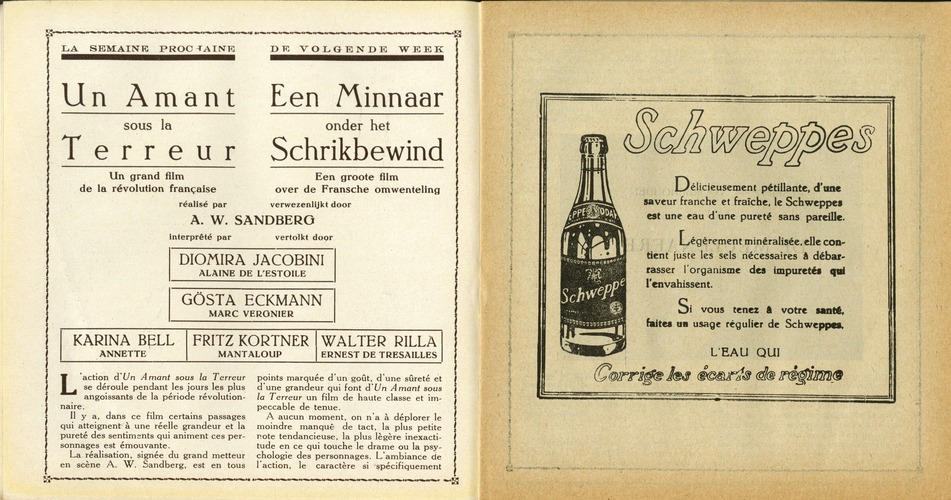 LA SEMAINE PROCHAINE
DE VOLGENDE WEEK
Un Amant
sous la
Terreur
Een Minnaar
onder het
Schrikbewind
Un grand film
de la révolution française
Een groote film
over de Fransche omwenteling
réalisé par
verwezenlijkt door
A. W. SANDBERG
interprété par
vertolkt door
DIOMIRA JACOBINI
ALAINE DE L'ESTOILE
GÖSTA ECKMANN
MARC VERONIER
KARINA BELL
ANNETTE
FRITZ KORTNER
MANTALOUP
WALTER RILLA
ERNEST DE TRESAILLES
L'action d'Un Amant sous la Terreur
se déroule pendant les jours les plus
angoissants de la période révolution-
naire.
Il y a, dans ce film certains passages
qui atteignent à une réelle grandeur et la
pureté des sentiments qui animent ces per-
sonnages est émouvante.
La réalisation, signée du grand metteur
en scène A. W. Sandberg, est en tous
points marquée d'un goût, d'une sûreté et
d'une grandeur qui font d'Un Amant sous
la Terreur un film de haute classe et im-
peccable de tenue.
A aucun moment, on n'a à déplorer le
moindre manqué de tact, la plus petite
note tendancieuse, la plus lègère inexacti-
tude en ce qui touche le drame ou la psy-
chologie des personnages. L'ambiance de
l'action, le caractère si spécifiquement
Schweppes
Délicieusement pétillante, d'une
saveur franche et fraîche, le Schweppes
est une eau d'une pureté sans pareille.
Légèrement minéralisée, elle con-
tient juste les sels nécessaires à débar-
rasser l'organisme des impuretés qui
l'envahissent.
Si vous tenez à votre santé,
faites un usage régulier de Schweppes,
L'EAU QUI
Corrige les écarts de régime
Schweppe